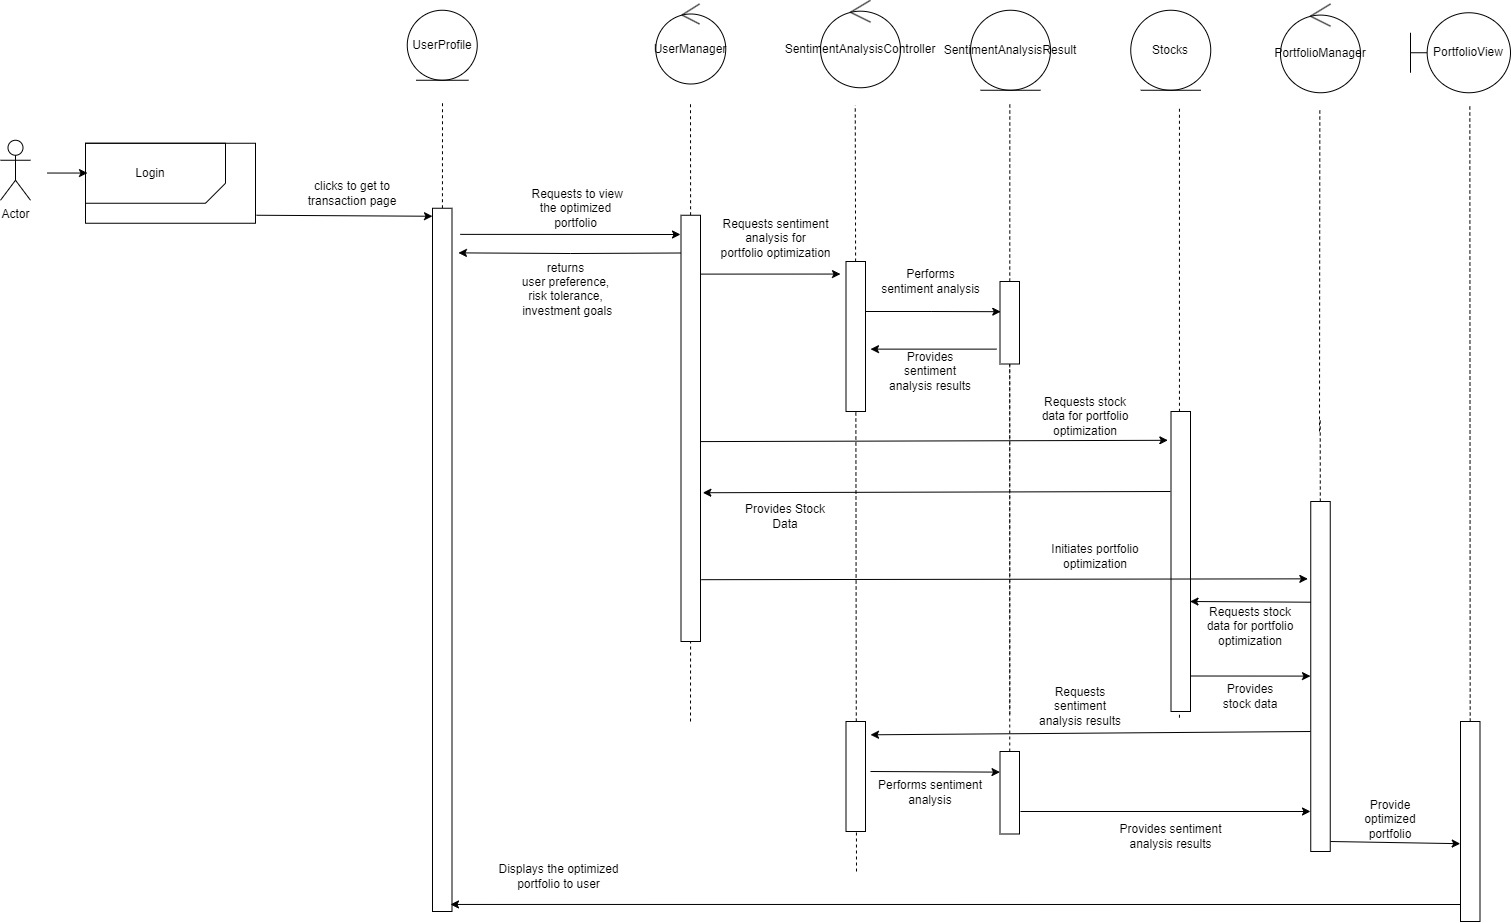 UserProfile
UserManager
SentimentAnalysisController
SentimentAnalysisResult
Stocks
PortfolioManager
PortfolioView
Actor
Login
clicks to get to
transaction page
Requests to view
the optimized
portfolio
returns
user preference,
risk tolerance,
investment goals
Requests sentiment
analysis for
portfolio optimization
Performs
sentiment analysis
Provides
sentiment
analysis results
Requests stock
data for portfolio
optimization
Provides Stock
Data
Initiates portfolio
optimization
Requests stock
data for portfolio
optimization
Provides
stock data
Requests
sentiment
analysis results
Performs sentiment
analysis
Provides sentiment
analysis results
Provide
optimized
portfolio
Displays the optimized
portfolio to user